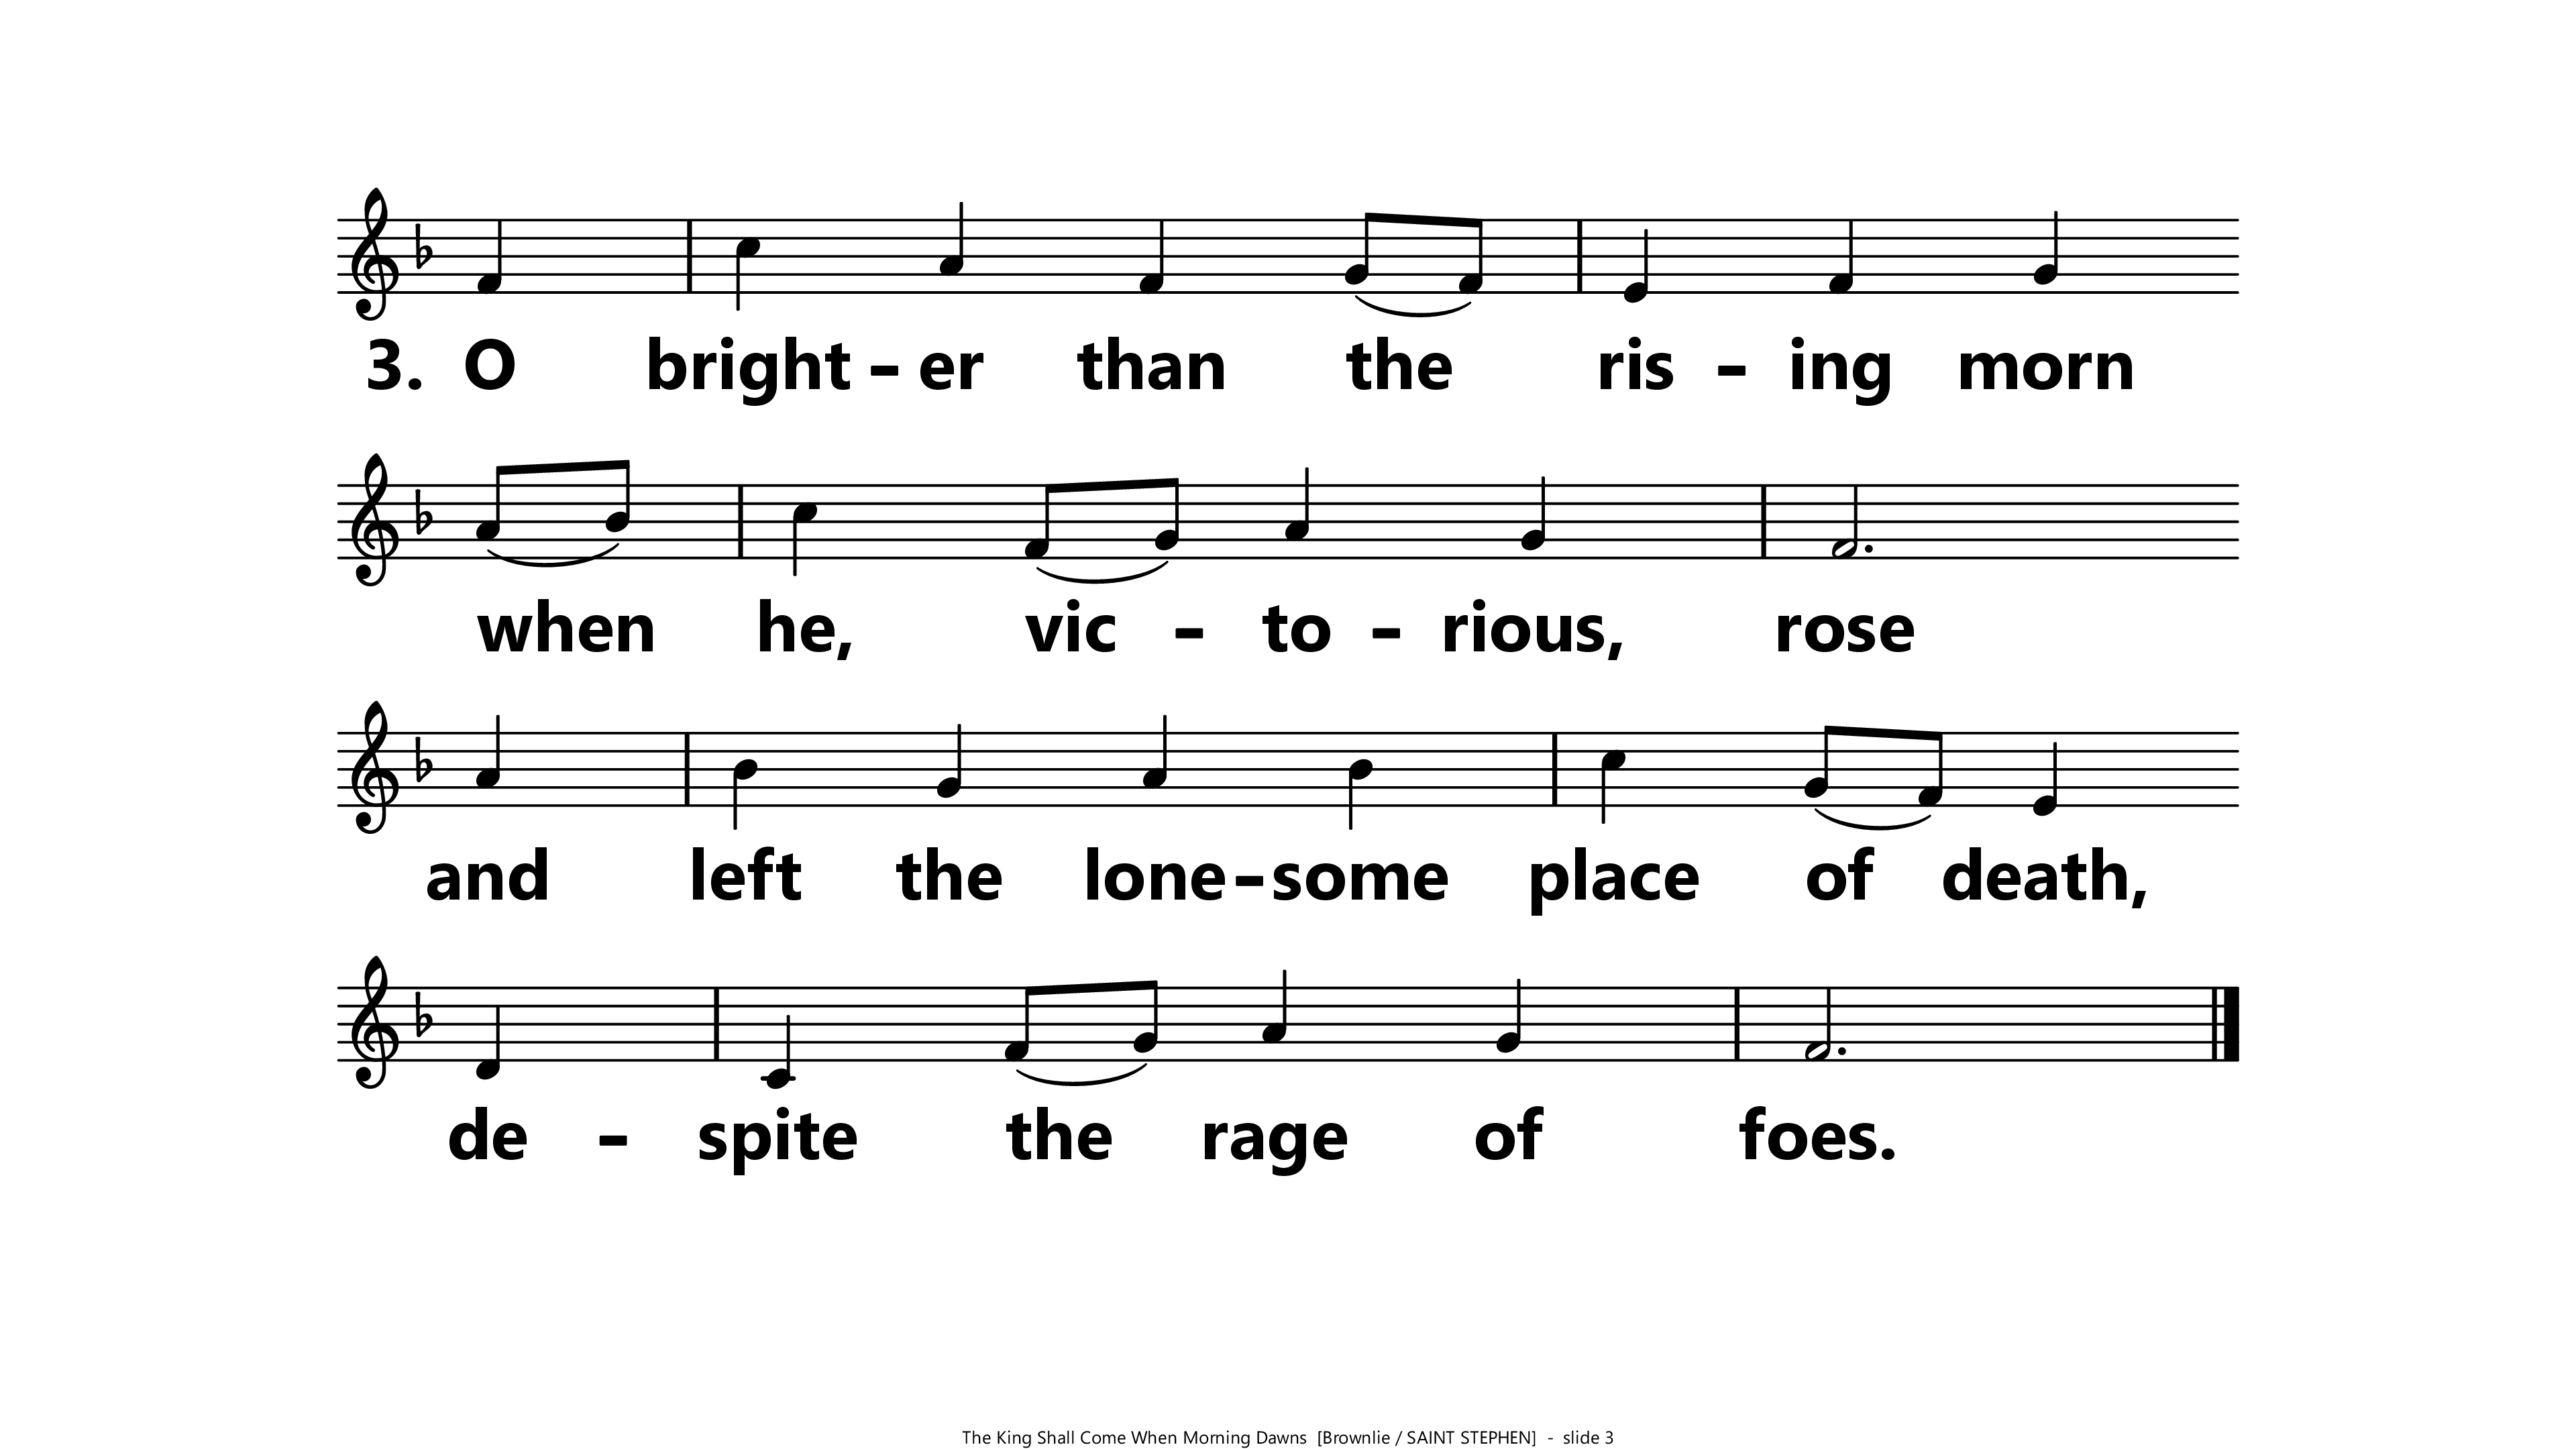 3. O bright - er than the ris - ing morn
when he, vic - to - rious, rose
and left the lone-some place of death,
de - spite the rage of foes.
The King Shall Come When Morning Dawns [Brownlie / SAINT STEPHEN] - slide 3